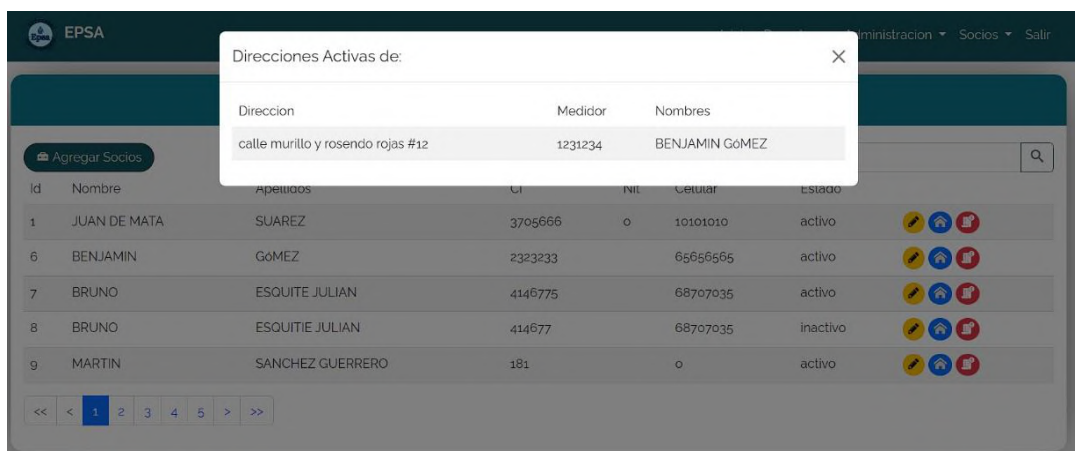 Epsa EPSA dministracion Socios Salir
Direcciones Activas de:
Direccion Medidor Nombres
calle murillo y rosendo rojas #12 1231234 BENJAMIN GóMEZ
Agregar Socios
Id Nombre Apellidos CI Nit Celular Estado
1 JUAN DE MATA SUAREZ 3705666 0 10101010 activo
6 BENJAMIN GóMEZ 2323233 65656565 activo
7 BRUNO ESQUITE JULIAN 4146775 68707035 activo
8 BRUNO ESQUITIE JULIAN 414677 68707035 inactivo
9 MARTIN SANCHEZ GUERRERO 181 0 activo
<< < 1 2 3 4 5 > >>